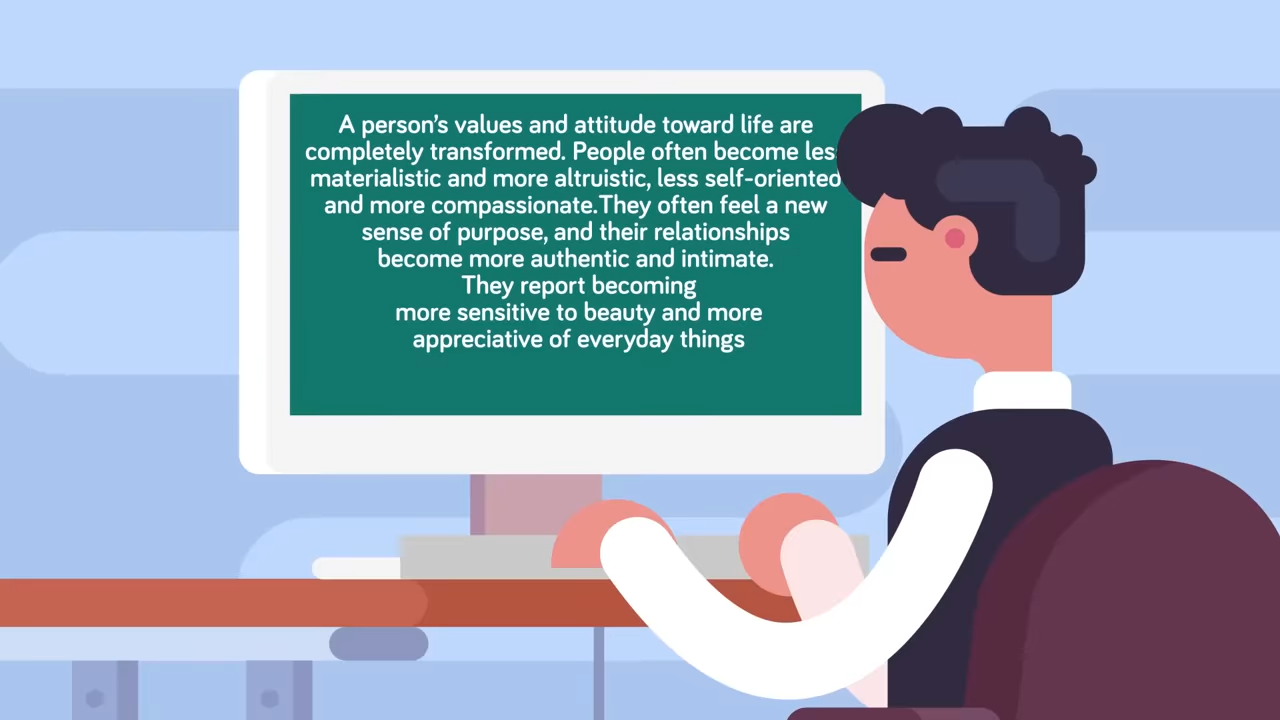 A person's values and attitude toward life are
completely transformed. People often become les
materialistic and more altruistic, less self-oriented
and more compassionate.They often feel a new
sense of purpose, and their relationships
become more authentic and intimate.
They report becoming
more sensitive to beauty and more
appreciative of everyday things